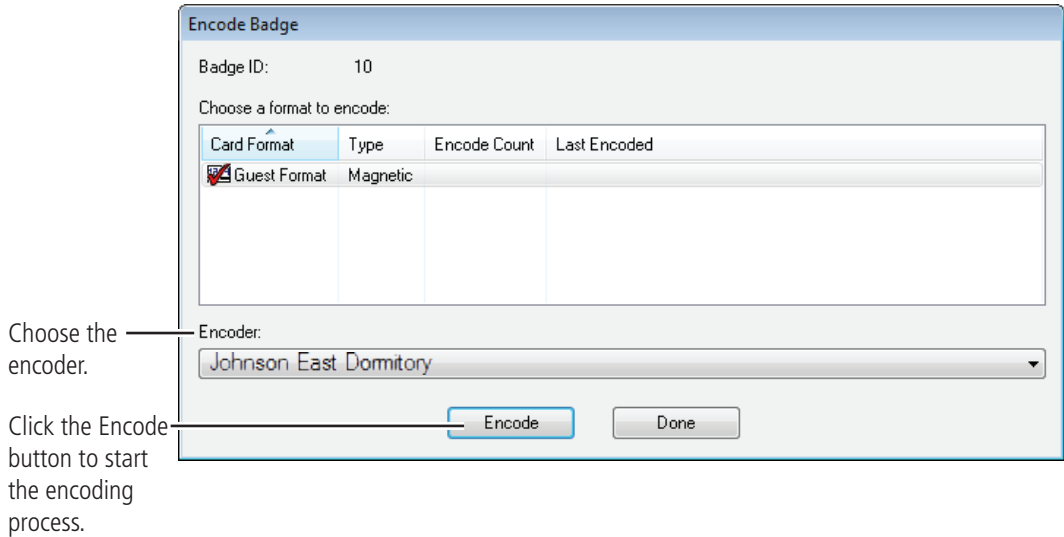 Encode Badge
Badge ID: 10
Choose a format to encode:
Card Format Type Encode Count Last Encoded
Guest Format Magnetic
Choose the
encoder.
Encoder:
Johnson East Dormitory
Click the Encode
button to start
the encoding
process.
Encode Done